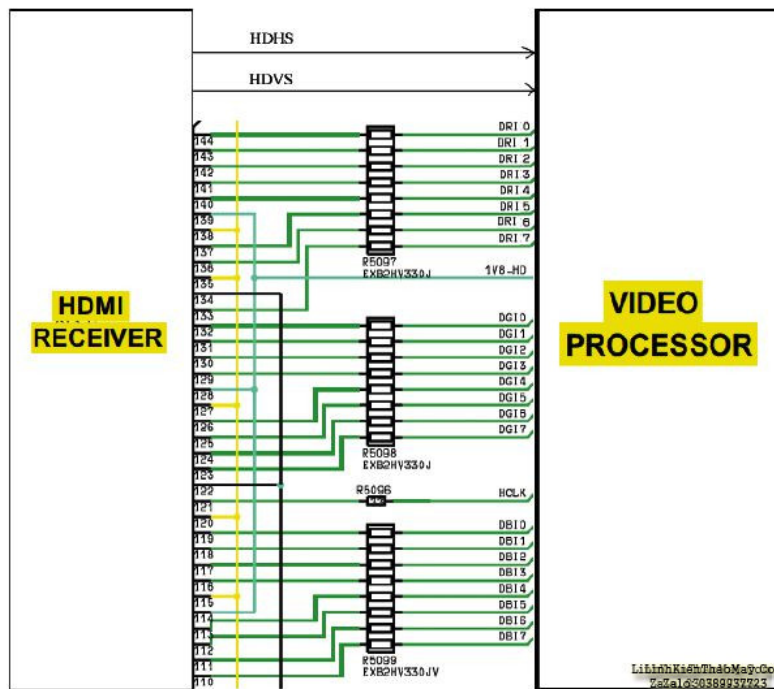 HDHS
HDVS
DRI 0
DRI 1
DRI 2
DRI 3
DRI 4
DRI 5
DRI 6
DRI 7
144
143
142
141
140
139
138
137
136
135
134
133
132
131
130
129
128
127
126
125
124
123
122
121
120
119
118
117
116
115
114
113
112
111
110
R5097
EXB2HV330J
1V8-HD
HDMI
RECEIVER
VIDEO
PROCESSOR
DGI0
DGI1
DGI2
DGI3
DGI4
DGI5
DGI6
DGI7
R5098
EXB2HV330J
R5096
HCLK
DBI0
DBI1
DBI2
DBI3
DBI4
DBI5
DBI6
DBI7
R5099
EXB2HV330JV